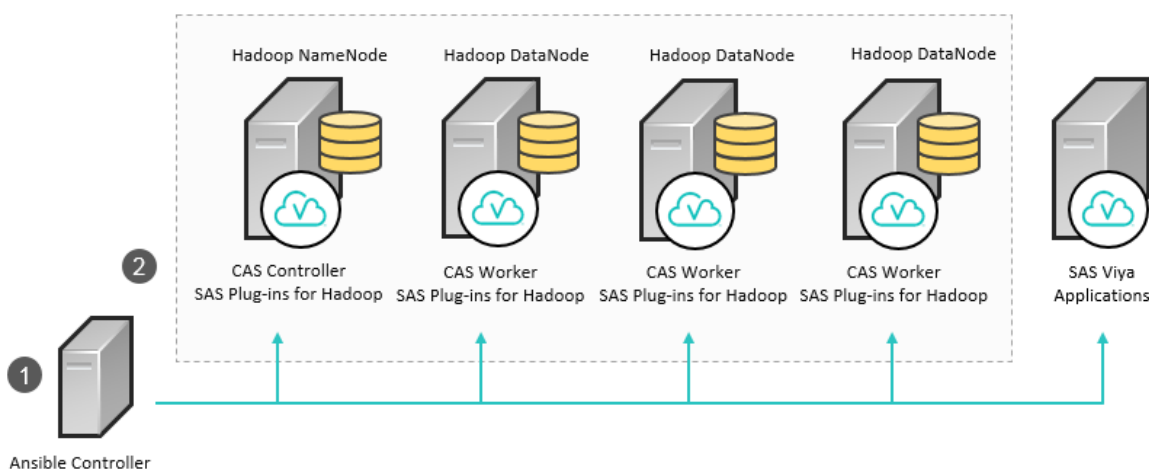 Hadoop NameNode
Hadoop DataNode
Hadoop DataNode
Hadoop DataNode
CAS Controller
SAS Plug-ins for Hadoop
CAS Worker
SAS Plug-ins for Hadoop
CAS Worker
SAS Plug-ins for Hadoop
CAS Worker
SAS Plug-ins for Hadoop
SAS Viya
Applications
2
1
Ansible Controller